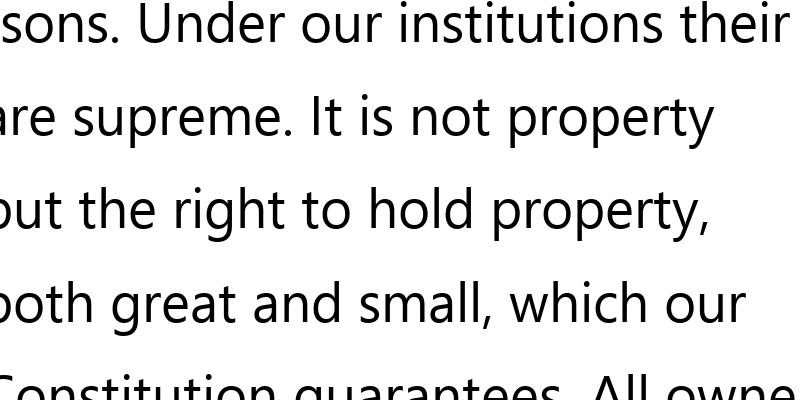 sons. Under our institutions their
are supreme. It is not property
but the right to hold property,
both great and small, which our
Constitution guarantees. All owne